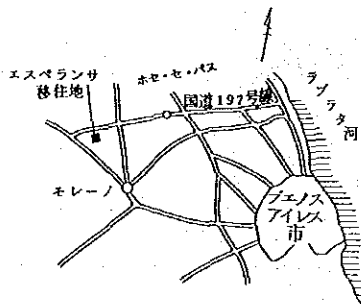 エスペランサ
移住地
ホセ・セ・パス
国道197号線
ラプラタ河
モレーノ
ブエノス
アイレス
市